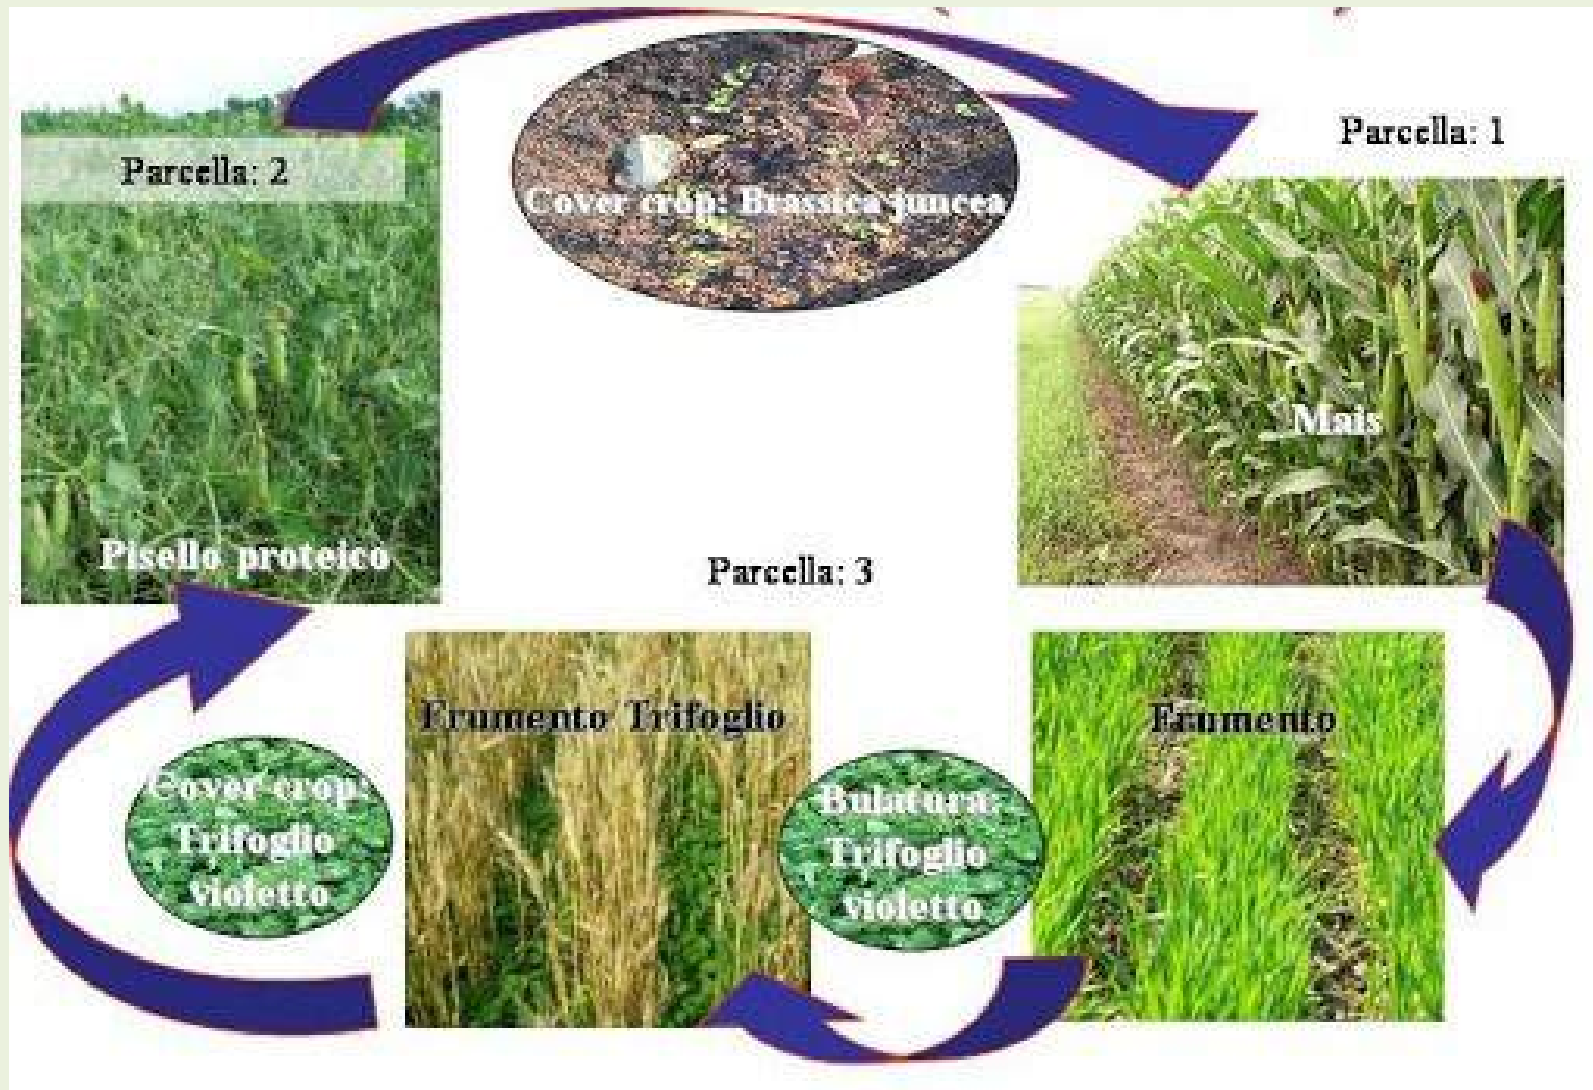 Parcella: 2
Cover crop: Brassica juncea
Parcella: 1
Mais
Pisello proteico
Parcella: 3
Frumento Trifoglio
Frumento
Cover crop:
Trifoglio
violetto
Bulatura:
Trifoglio
violetto